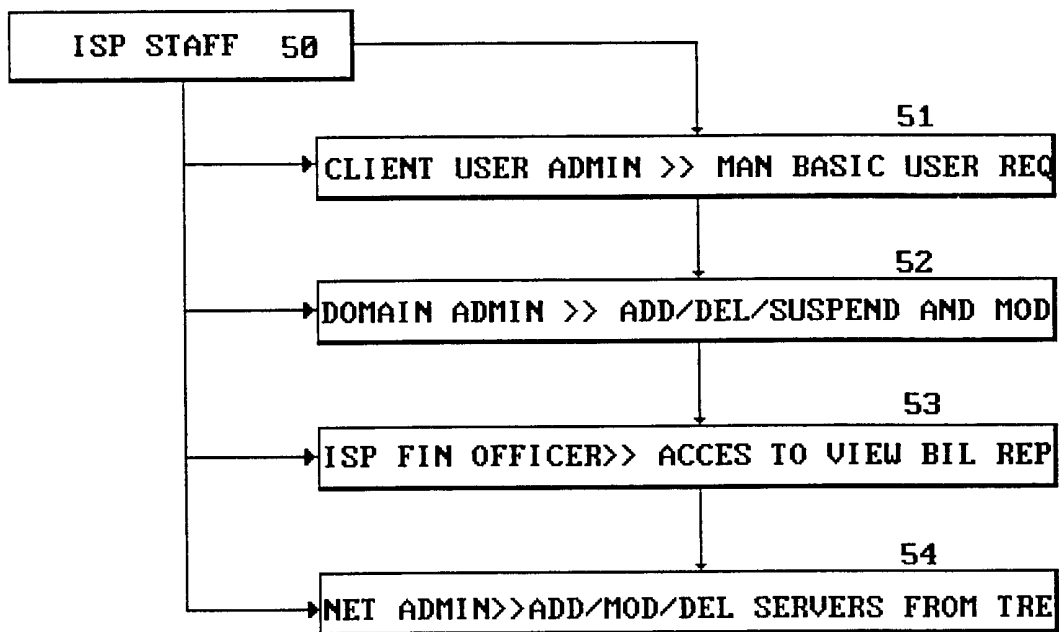 ISP STAFF 50
51
CLIENT USER ADMIN >> MAN BASIC USER REQ
52
DOMAIN ADMIN >> ADD/DEL/SUSPEND AND MOD
53
ISP FIN OFFICER>> ACCES TO VIEW BIL REP
54
NET ADMIN>>ADD/MOD/DEL SERVERS FROM TRE